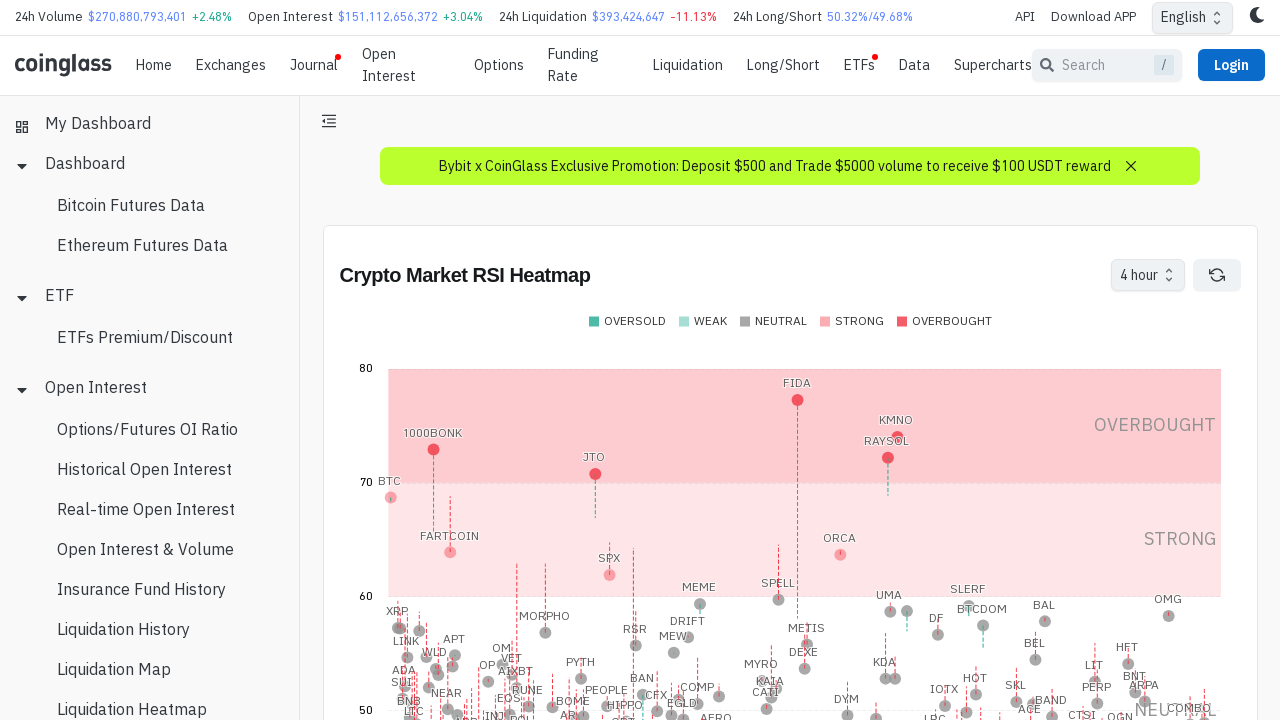 24h Volume $270,880,793,401 +2.48% Open Interest $151,112,656,372 +3.04% 24h Liquidation $393,424,647 -11.13% 24h Long/Short 50.32%/49.68% API Download APP English
coinglass Home Exchanges Journal Open Interest Options Funding Rate Liquidation Long/Short ETFs Data Supercharts Search / Login
My Dashboard
Dashboard
Bitcoin Futures Data
Ethereum Futures Data
ETF
ETFs Premium/Discount
Open Interest
Options/Futures OI Ratio
Historical Open Interest
Real-time Open Interest
Open Interest & Volume
Insurance Fund History
Liquidation History
Liquidation Map
Liquidation Heatmap
Bybit x CoinGlass Exclusive Promotion: Deposit $500 and Trade $5000 volume to receive $100 USDT reward
Crypto Market RSI Heatmap 4 hour
OVERSOLD WEAK NEUTRAL STRONG OVERBOUGHT
80
FIDA
KMNO
OVERBOUGHT
1000BONK
RAYSOL
JTO
70
BTC
FARTCOIN
ORCA
STRONG
SPX
SPELL
MEME
60
UMA
SLERF
OMG
XRP
BTCDOM
BAL
MORPHO
DRIFT
DF
RSR
METIS
LINK
APT
MEW
BEL
HFT
WLD
OM
DEXE
VET
OP
PYTH
MYRO
KDA
LIT
ADA
AIXBT
BAN
KAIA
HOT
BNT
SUI
NEAR
RUNE
PEOPLE
CFX
COMP
CATI
IOTX
SKL
PERP
ARPA
BNB
EOS
BOME
HIPPO
EGLD
DYM
BAND
LTC
INJ
AERO
ACE
CTSI
COMBO
50
NEUTRAL